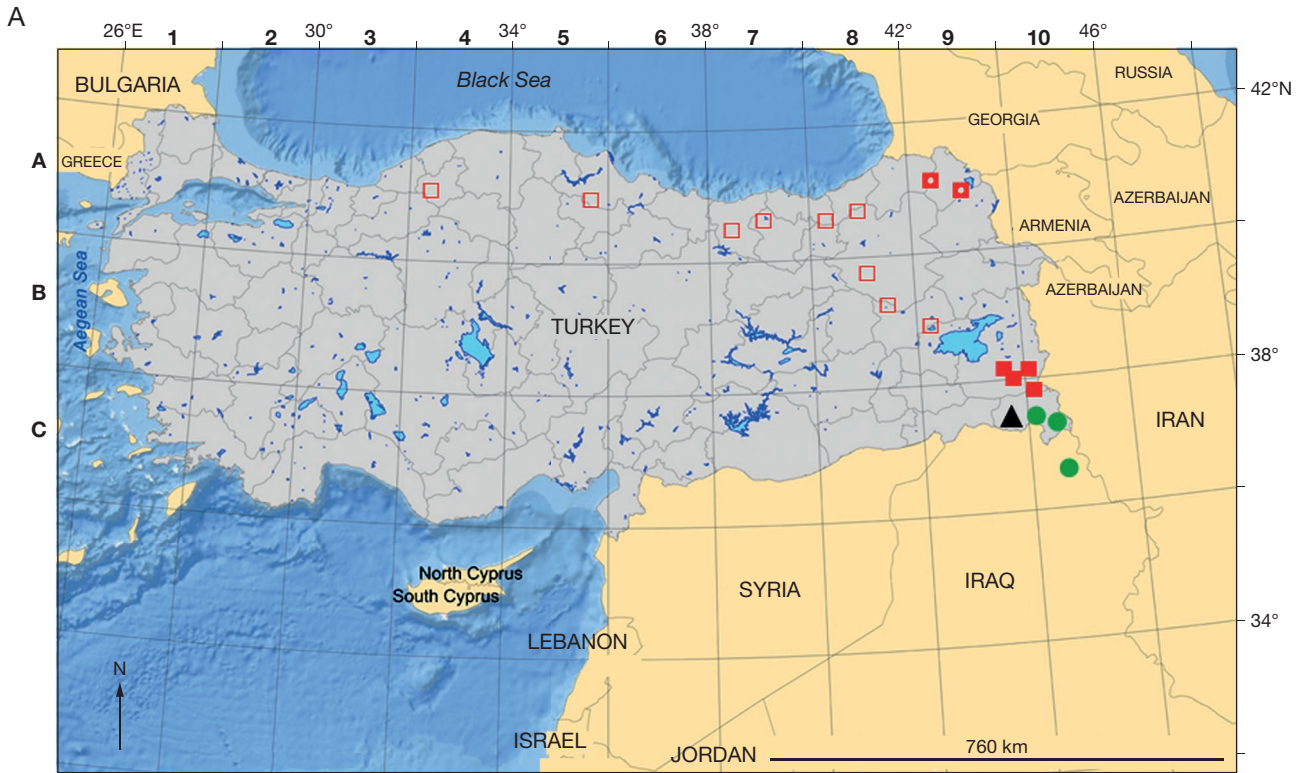 A
26°E 1 2 30° 3 4 34° 5 6 38° 7 8 42° 9 10 46°
BULGARIA
Black Sea
RUSSIA
42°N
GEORGIA
A
GREECE
AZERBAIJAN
ARMENIA
Aegean Sea
B
AZERBAIJAN
TURKEY
38°
C
IRAN
North Cyprus
South Cyprus
SYRIA
IRAQ
34°
LEBANON
N
ISRAEL
JORDAN
760 km